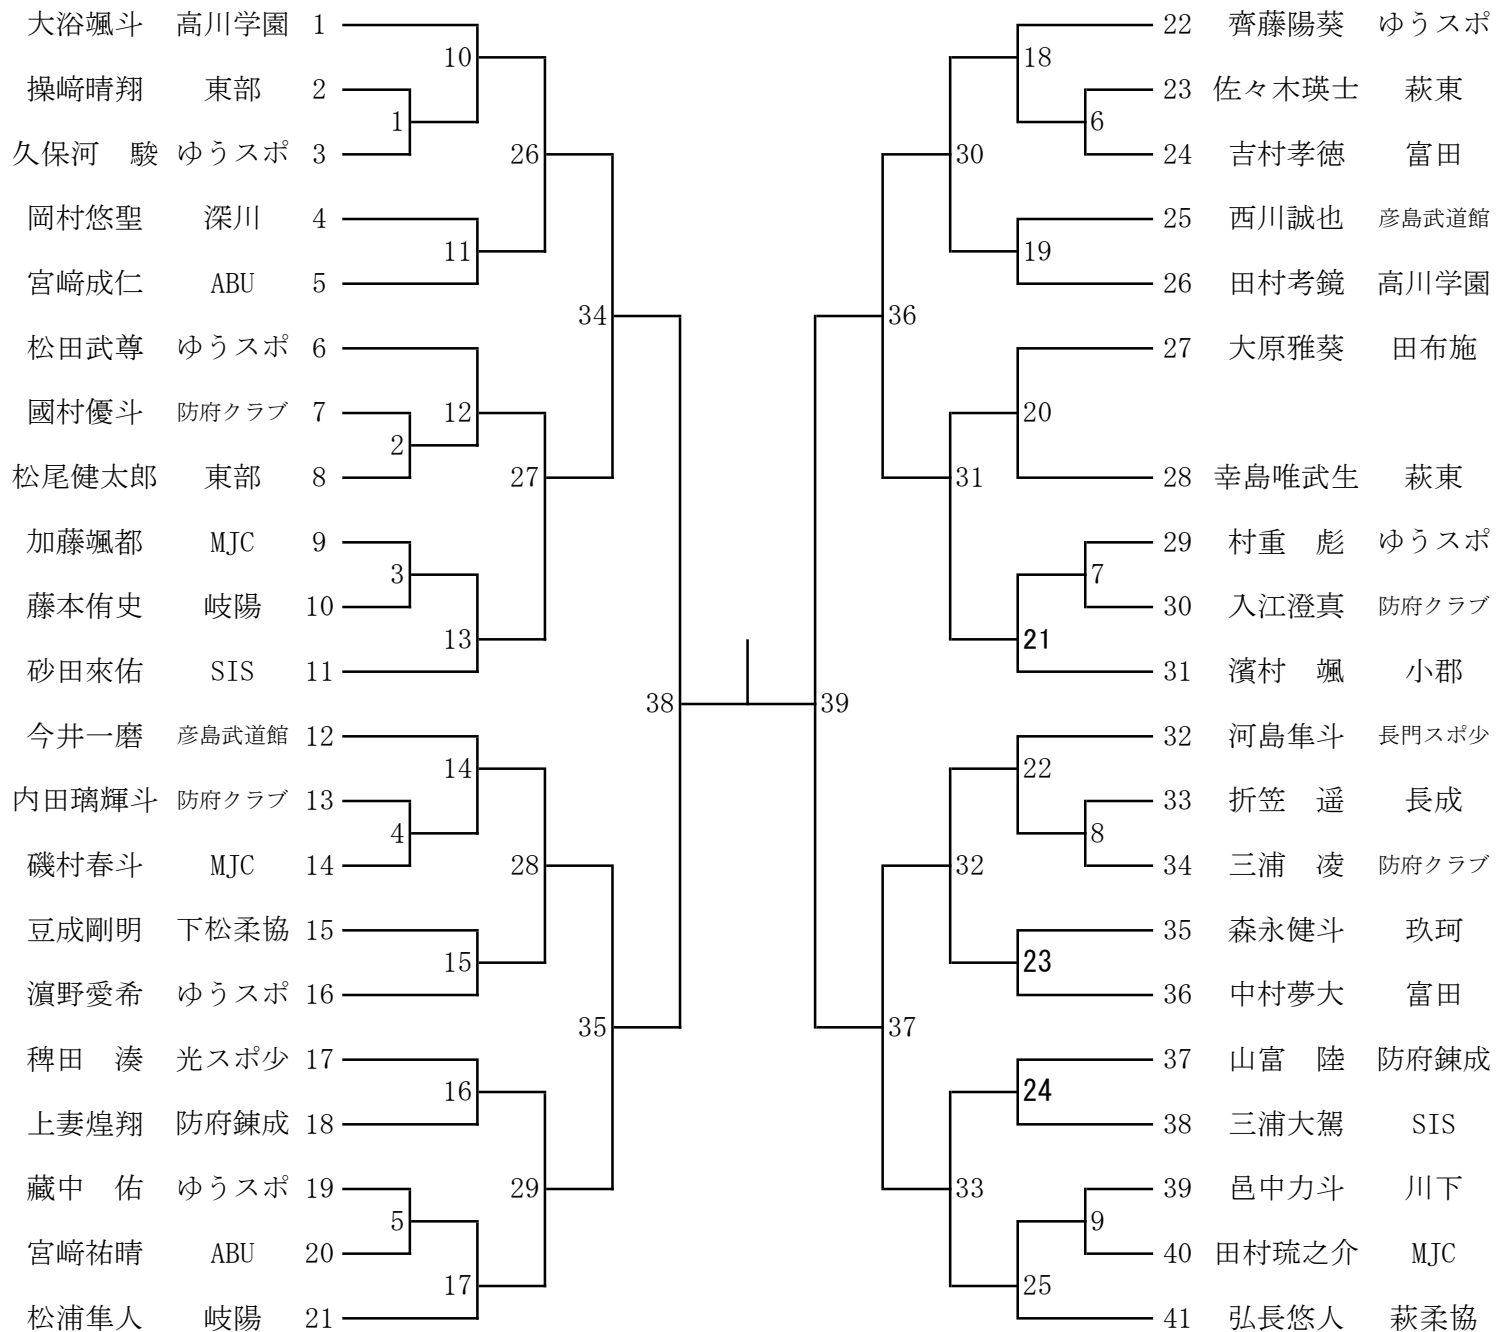 大浴颯斗 高川学園 1
10
操﨑晴翔 東部 2
1
久保河 駿 ゆうスポ 3
26
岡村悠聖 深川 4
11
宮﨑成仁 ABU 5
34
松田武尊 ゆうスポ 6
國村優斗 防府クラブ 7
12
2
松尾健太郎 東部 8
27
加藤颯都 MJC 9
3
藤本侑史 岐陽 10
13
砂田來佑 SIS 11
38
今井一磨 彦島武道館 12
14
内田璃輝斗 防府クラブ 13
4
磯村春斗 MJC 14
28
豆成剛明 下松柔協 15
15
濵野愛希 ゆうスポ 16
35
稗田 湊 光スポ少 17
16
上妻煌翔 防府錬成 18
藏中 佑 ゆうスポ 19
29
5
宮﨑祐晴 ABU 20
17
松浦隼人 岐陽 21
22 齊藤陽葵 ゆうスポ
18
23 佐々木瑛士 萩東
6
24 吉村孝徳 富田
30
25 西川誠也 彦島武道館
19
26 田村考鏡 高川学園
36
27 大原雅葵 田布施
20
28 幸島唯武生 萩東
31
29 村重 彪 ゆうスポ
7
30 入江澄真 防府クラブ
21
31 濱村 颯 小郡
39
32 河島隼斗 長門スポ少
22
33 折笠 遥 長成
8
34 三浦 凌 防府クラブ
32
35 森永健斗 玖珂
23
36 中村夢大 富田
37
37 山富 陸 防府錬成
24
38 三浦大駕 SIS
39 邑中力斗 川下
33
9
40 田村琉之介 MJC
25
41 弘長悠人 萩柔協